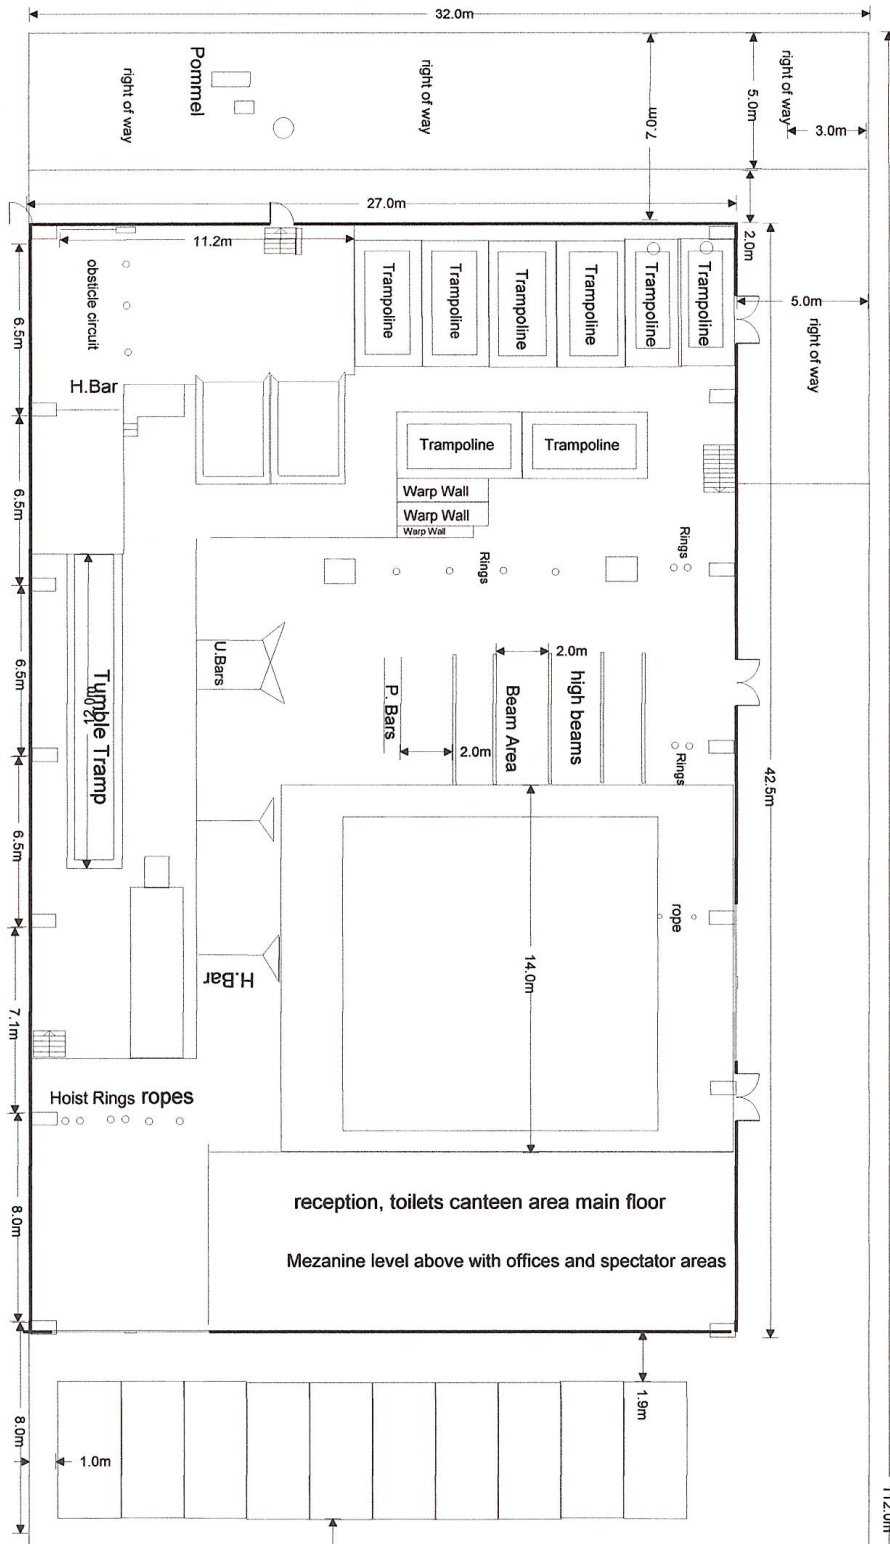 32.0m
right of way
Pommel
right of way
7.0m
5.0m
right of way
3.0m
27.0m
2.0m
11.2m
obsticle circuit
Trampoline
Trampoline
Trampoline
Trampoline
Trampoline
Trampoline
5.0m
right of way
6.5m
H.Bar
Trampoline
Trampoline
Warp Wall
Warp Wall
Warp Wall
6.5m
Rings
Rings
U.Bars
2.0m
P. Bars
Beam Area
high beams
6.5m
Tumble Tramp
12.0m
2.0m
Rings
42.5m
6.5m
rope
H.Bar
14.0m
7.1m
Hoist Rings ropes
8.0m
reception, toilets canteen area main floor
Mezanine level above with offices and spectator areas
1.9m
8.0m
1.0m
112.0m